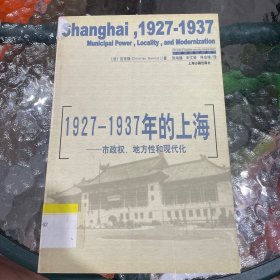 Shanghai ,1927-1937
Municipal Power, Locality, and Modernization
上海古籍出版社
1927-1937年的上海
——市政权、地方性和现代化